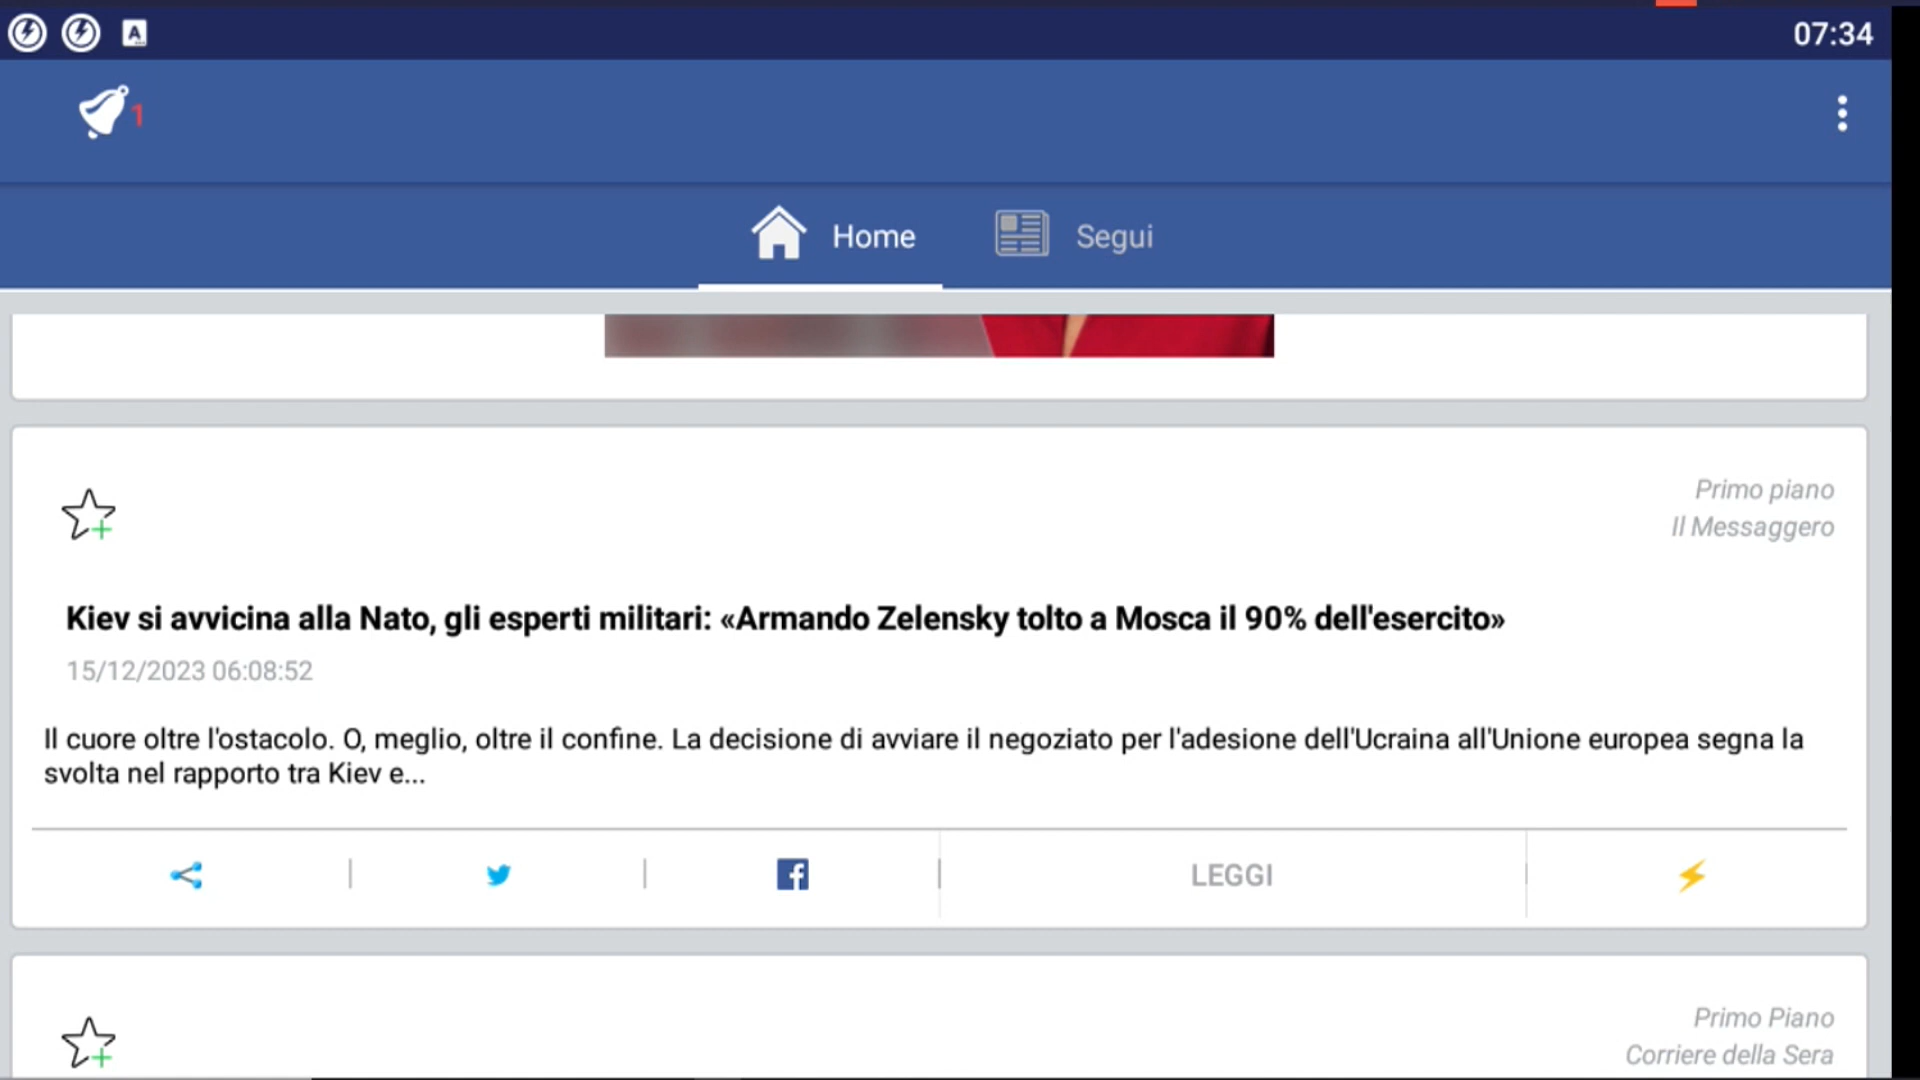 A
07:34
1
Home
Segui
Primo piano
Il Messaggero
Kiev si avvicina alla Nato, gli esperti militari: «Armando Zelensky tolto a Mosca il 90% dell'esercito»
15/12/2023 06:08:52
Il cuore oltre l'ostacolo. O, meglio, oltre il confine. La decisione di avviare il negoziato per l'adesione dell'Ucraina all'Unione europea segna la
svolta nel rapporto tra Kiev e...
LEGGI
Primo Piano
Corriere della Sera